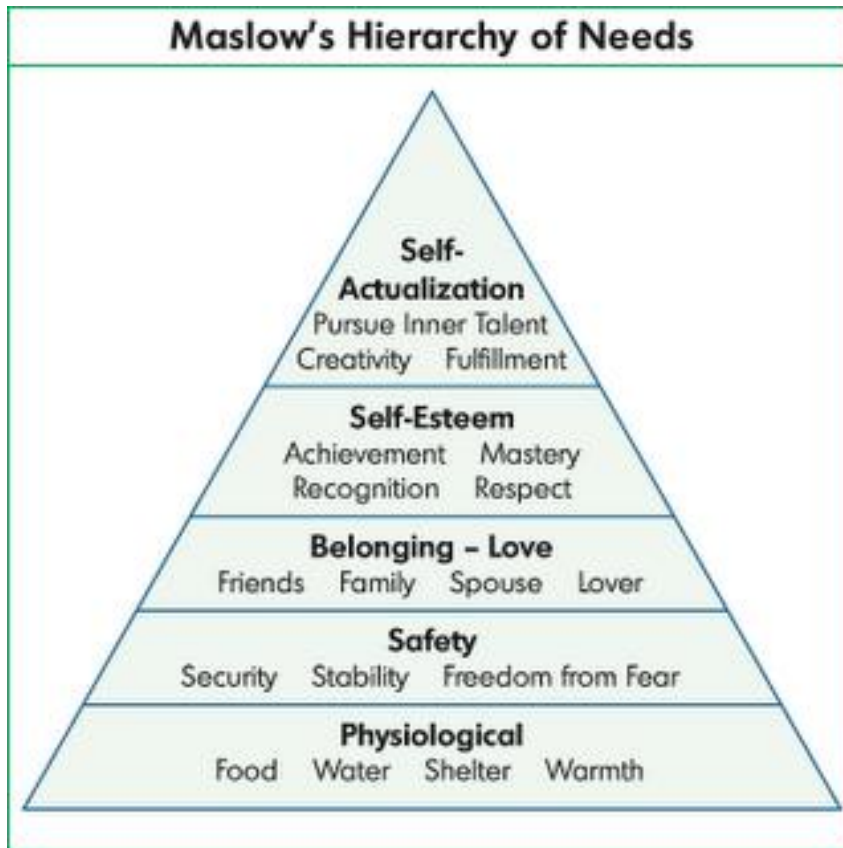 Maslow's Hierarchy of Needs
Self-
Actualization
Pursue Inner Talent
Creativity Fulfillment
Self-Esteem
Achievement Mastery
Recognition Respect
Belonging – Love
Friends Family Spouse Lover
Safety
Security Stability Freedom from Fear
Physiological
Food Water Shelter Warmth